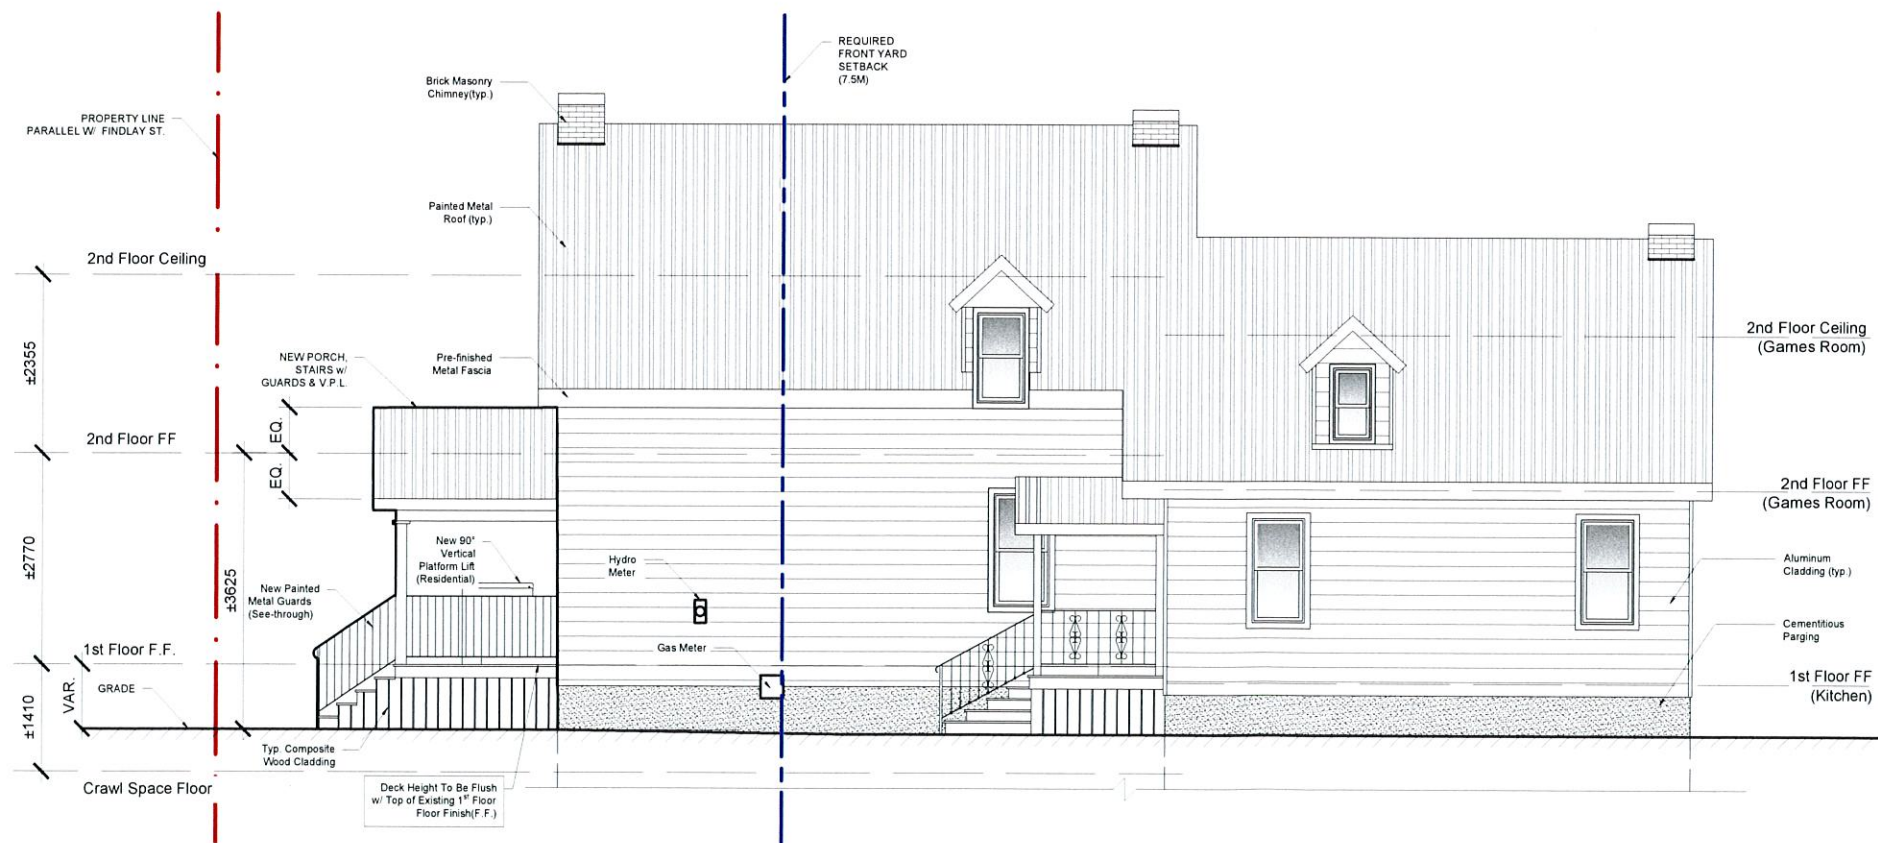 REQUIRED
FRONT YARD
SETBACK
(7.5M)
Brick Masonry
Chimney(typ.)
PROPERTY LINE
PARALLEL W/ FINDLAY ST.
Painted Metal
Roof (typ.)
2nd Floor Ceiling
2nd Floor Ceiling
(Games Room)
±2355
NEW PORCH,
STAIRS w/
GUARDS & V.P.L.
Pre-finished
Metal Fascia
EQ.
2nd Floor FF
EQ.
2nd Floor FF
(Games Room)
±2770
±3625
New 90°
Vertical
Platform Lift
(Residential)
Hydro
Meter
Aluminum
Cladding (typ.)
New Painted
Metal Guards
(See-through)
Cementitious
Parging
1st Floor F.F.
Gas Meter
1st Floor FF
(Kitchen)
GRADE
VAR.
±1410
Typ. Composite
Wood Cladding
Crawl Space Floor
Deck Height To Be Flush
w/ Top of Existing 1ST Floor
Floor Finish(F.F.)